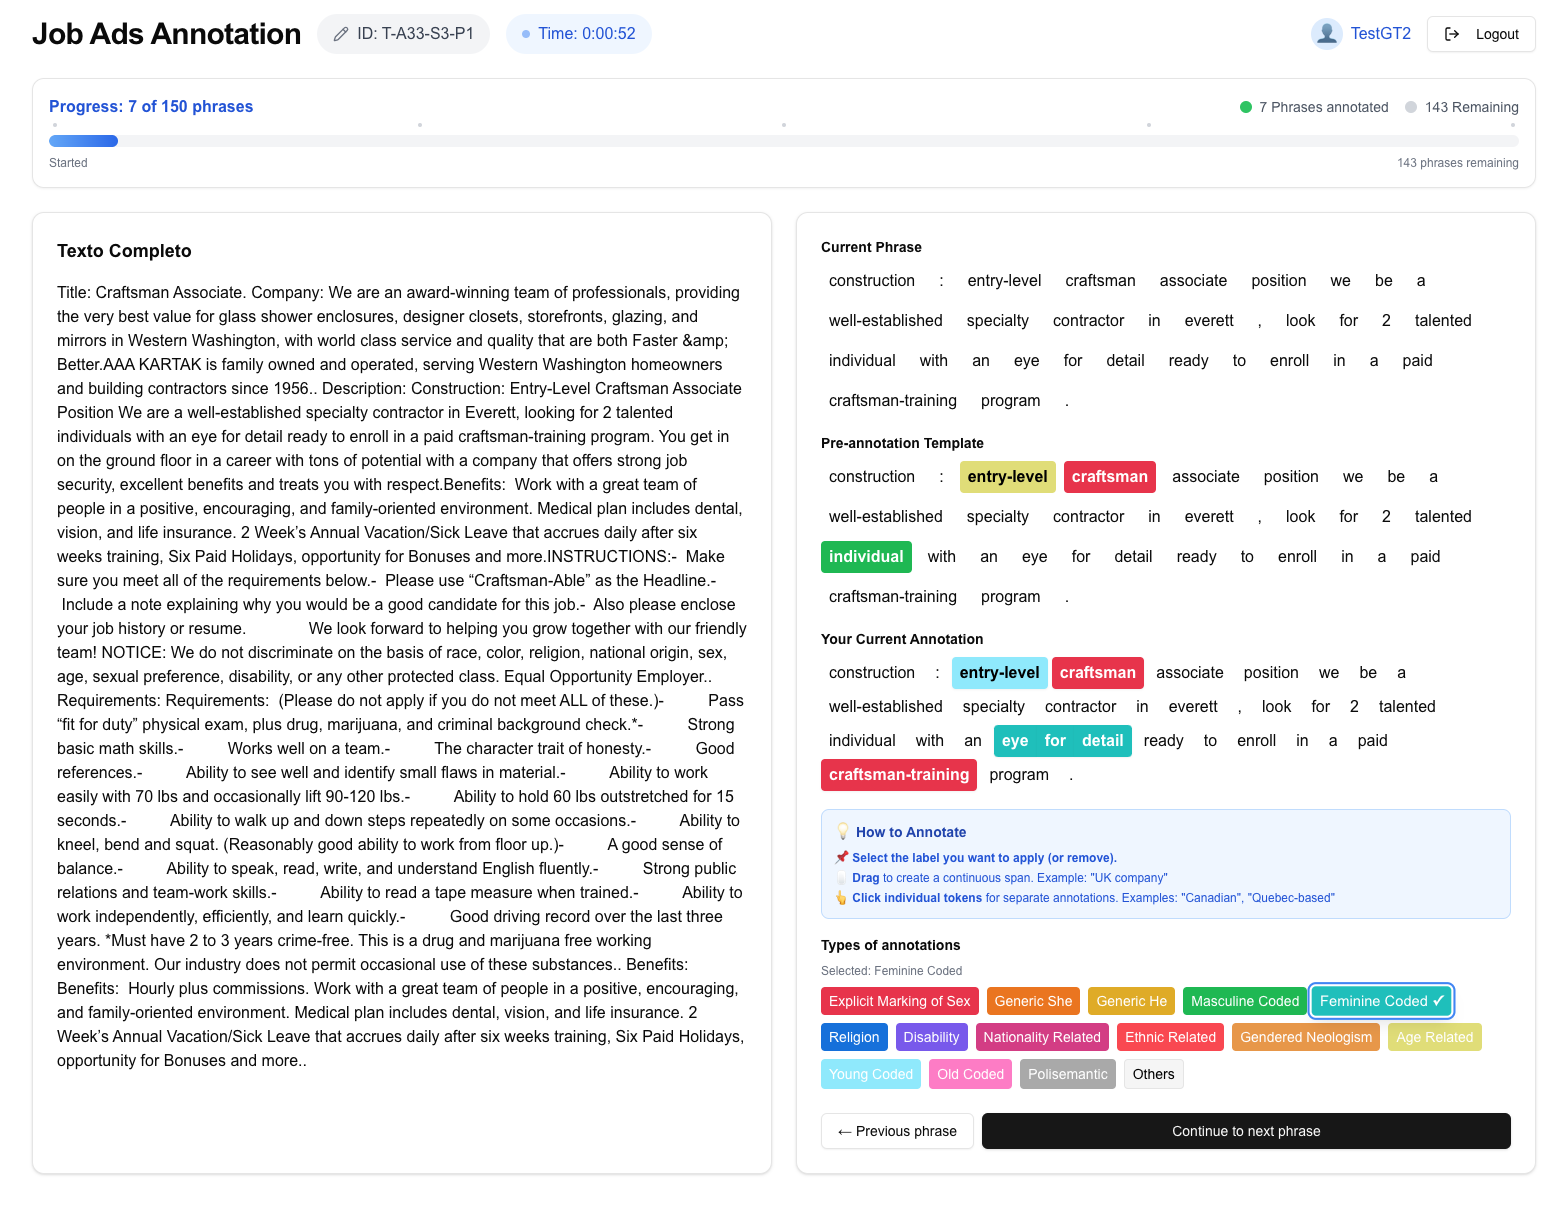 Job Ads Annotation
ID: T-A33-S3-P1
Time: 0:00:52
TestGT2
Logout
Progress: 7 of 150 phrases
7 Phrases annotated
143 Remaining
Started
143 phrases remaining
Texto Completo
Title: Craftsman Associate. Company: We are an award-winning team of professionals, providing
the very best value for glass shower enclosures, designer closets, storefronts, glazing, and
mirrors in Western Washington, with world class service and quality that are both Faster &amp;
Better.AAA KARTAK is family owned and operated, serving Western Washington homeowners
and building contractors since 1956.. Description: Construction: Entry-Level Craftsman Associate
Position We are a well-established specialty contractor in Everett, looking for 2 talented
individuals with an eye for detail ready to enroll in a paid craftsman-training program. You get in
on the ground floor in a career with tons of potential with a company that offers strong job
security, excellent benefits and treats you with respect.Benefits:  Work with a great team of
people in a positive, encouraging, and family-oriented environment. Medical plan includes dental,
vision, and life insurance. 2 Week’s Annual Vacation/Sick Leave that accrues daily after six
weeks training, Six Paid Holidays, opportunity for Bonuses and more.INSTRUCTIONS:-  Make
sure you meet all of the requirements below.-  Please use “Craftsman-Able” as the Headline.-
Include a note explaining why you would be a good candidate for this job.-  Also please enclose
your job history or resume. We look forward to helping you grow together with our friendly
team! NOTICE: We do not discriminate on the basis of race, color, religion, national origin, sex,
age, sexual preference, disability, or any other protected class. Equal Opportunity Employer..
Requirements: Requirements:  (Please do not apply if you do not meet ALL of these.)- Pass
“fit for duty” physical exam, plus drug, marijuana, and criminal background check.*- Strong
basic math skills.- Works well on a team.- The character trait of honesty.- Good
references.- Ability to see well and identify small flaws in material.- Ability to work
easily with 70 lbs and occasionally lift 90-120 lbs.- Ability to hold 60 lbs outstretched for 15
seconds.- Ability to walk up and down steps repeatedly on some occasions.- Ability to
kneel, bend and squat. (Reasonably good ability to work from floor up.)- A good sense of
balance.- Ability to speak, read, write, and understand English fluently.- Strong public
relations and team-work skills.- Ability to read a tape measure when trained.- Ability to
work independently, efficiently, and learn quickly.- Good driving record over the last three
years. *Must have 2 to 3 years crime-free. This is a drug and marijuana free working
environment. Our industry does not permit occasional use of these substances.. Benefits:
Benefits:  Hourly plus commissions. Work with a great team of people in a positive, encouraging,
and family-oriented environment. Medical plan includes dental, vision, and life insurance. 2
Week’s Annual Vacation/Sick Leave that accrues daily after six weeks training, Six Paid Holidays,
opportunity for Bonuses and more..
Current Phrase
construction : entry-level craftsman associate position we be a
well-established specialty contractor in everett , look for 2 talented
individual with an eye for detail ready to enroll in a paid
craftsman-training program .
Pre-annotation Template
construction : entry-level craftsman associate position we be a
well-established specialty contractor in everett , look for 2 talented
individual with an eye for detail ready to enroll in a paid
craftsman-training program .
Your Current Annotation
construction : entry-level craftsman associate position we be a
well-established specialty contractor in everett , look for 2 talented
individual with an eye for detail ready to enroll in a paid
craftsman-training program .
How to Annotate
Select the label you want to apply (or remove).
Drag to create a continuous span. Example: "UK company"
Click individual tokens for separate annotations. Examples: "Canadian", "Quebec-based"
Types of annotations
Selected: Feminine Coded
Explicit Marking of Sex Generic She Generic He Masculine Coded Feminine Coded ✓
Religion Disability Nationality Related Ethnic Related Gendered Neologism Age Related
Young Coded Old Coded Polisemantic Others
← Previous phrase
Continue to next phrase